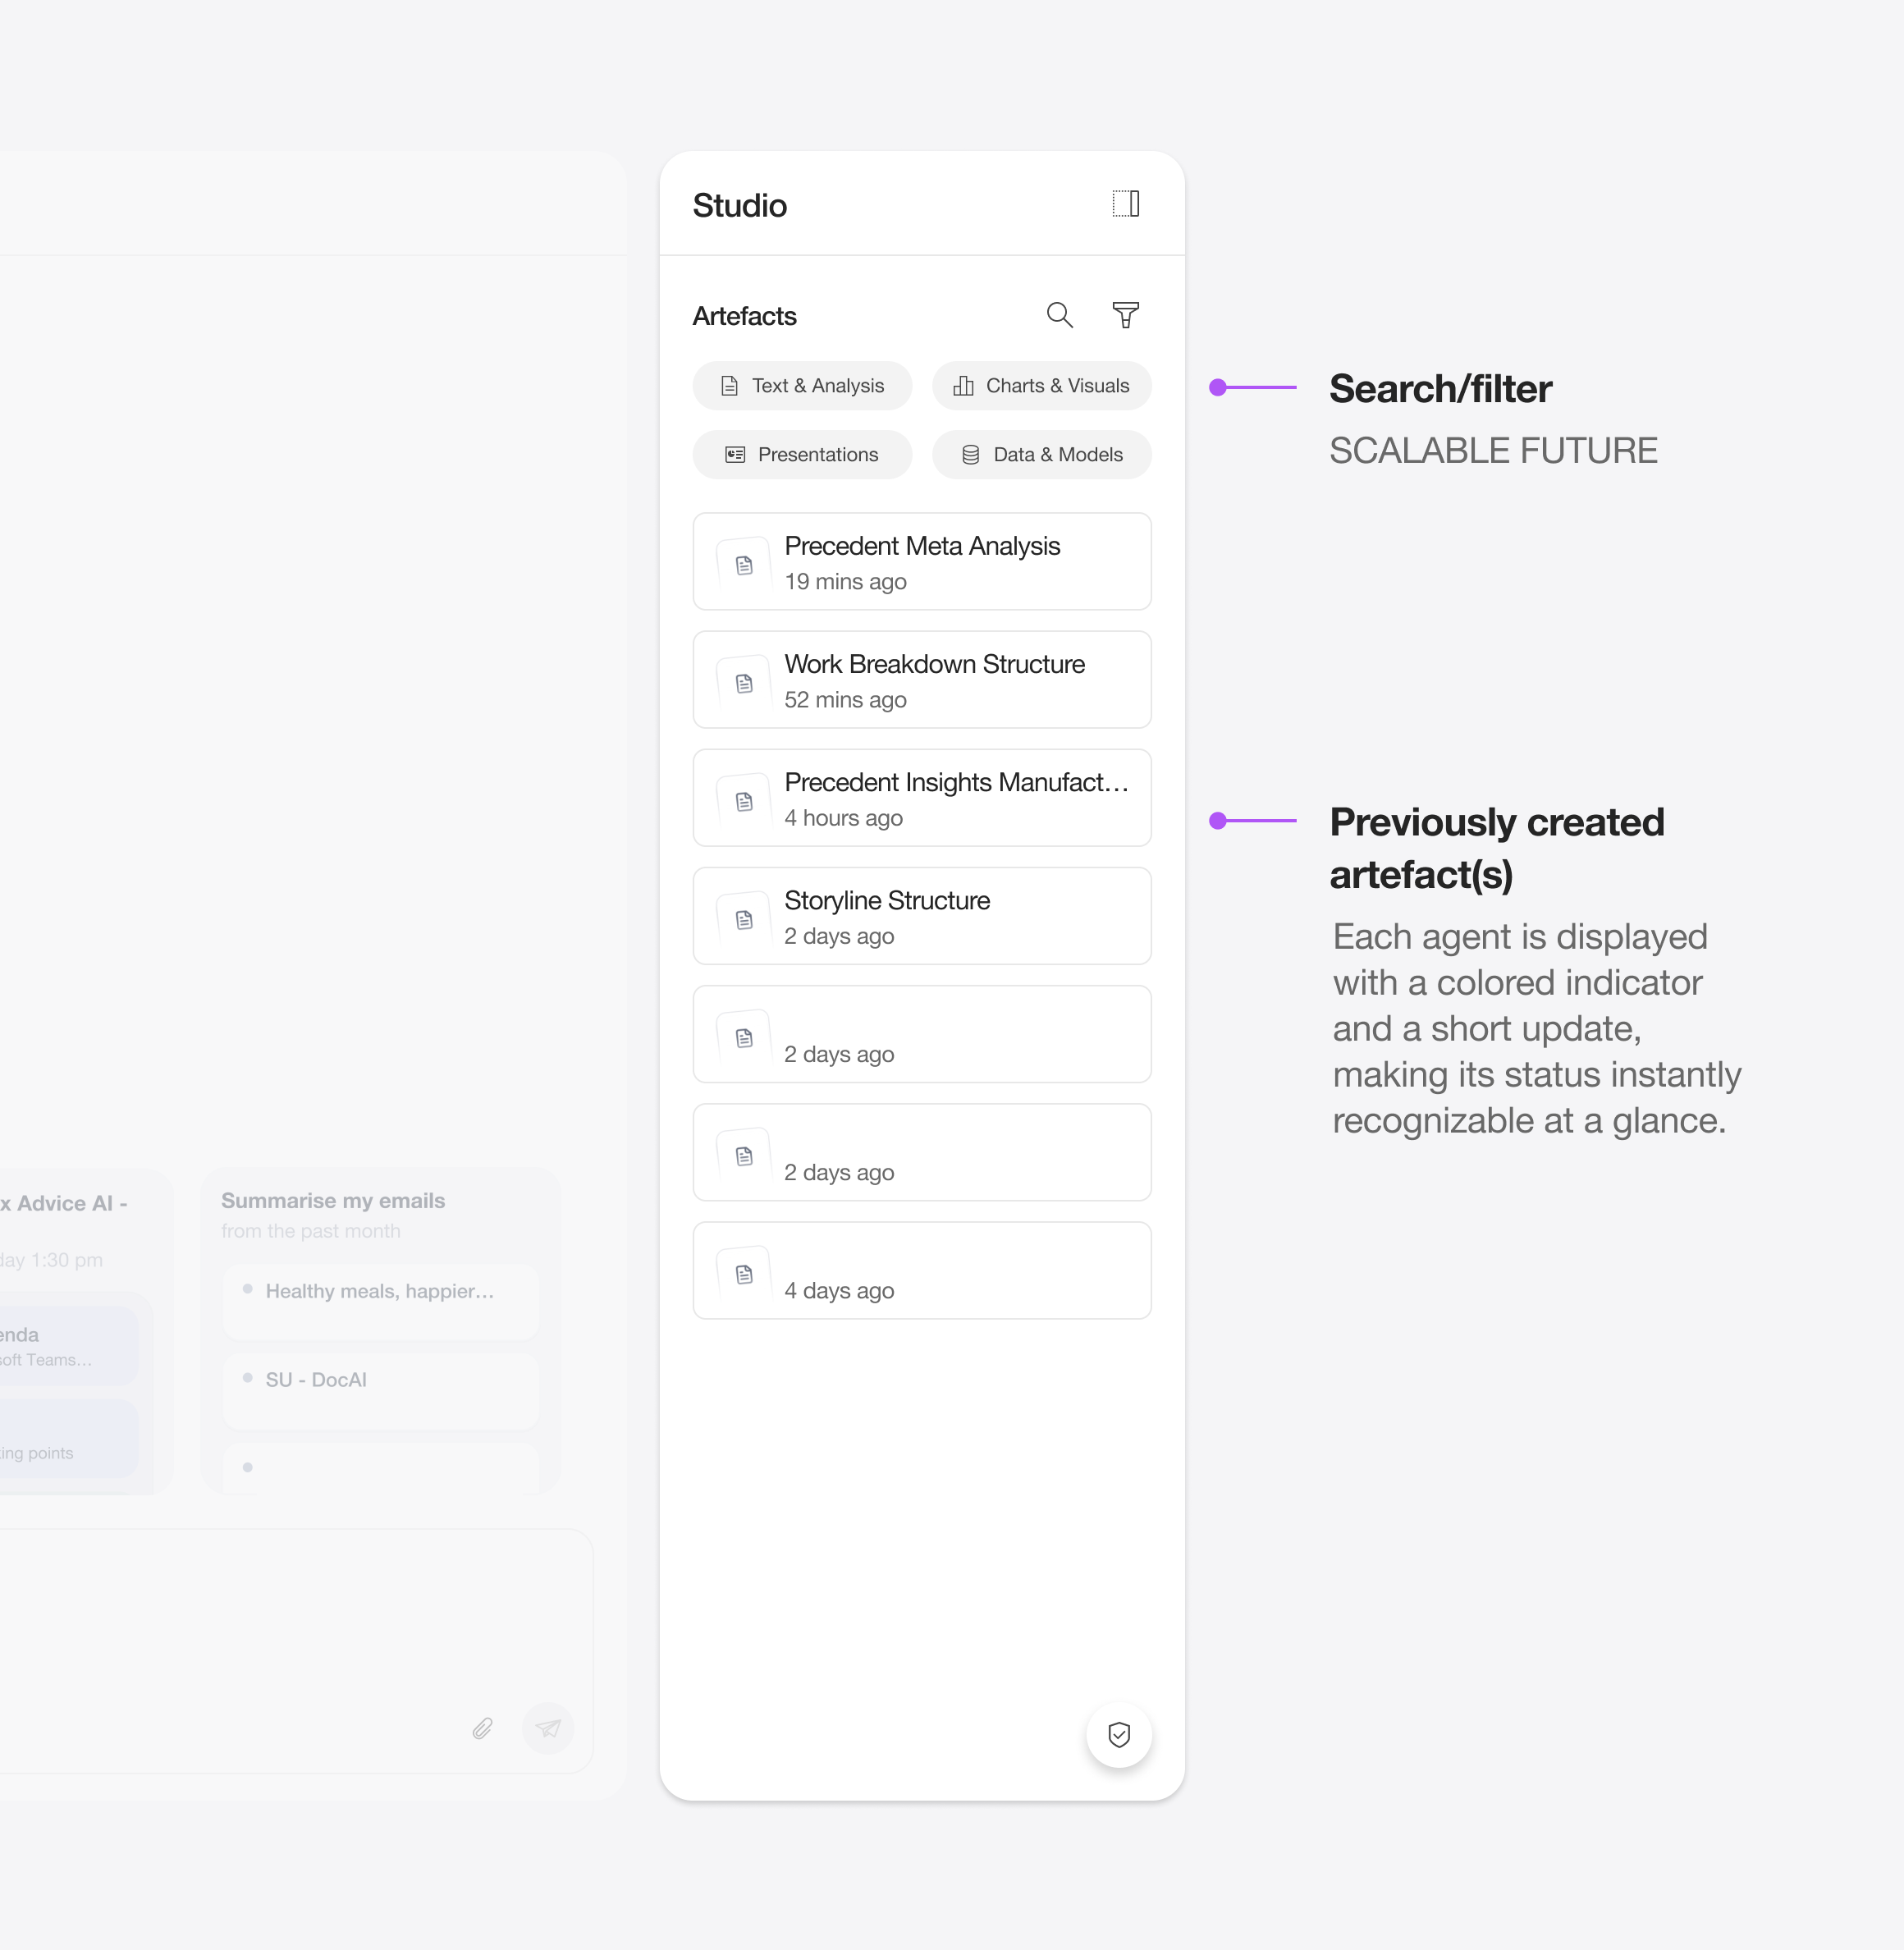 Studio
Artefacts
Text & Analysis
Charts & Visuals
Presentations
Data & Models
Precedent Meta Analysis
19 mins ago
Work Breakdown Structure
52 mins ago
Precedent Insights Manufact...
4 hours ago
Storyline Structure
2 days ago
2 days ago
2 days ago
4 days ago
Search/filter
SCALABLE FUTURE
Previously created
artefact(s)
Each agent is displayed
with a colored indicator
and a short update,
making its status instantly
recognizable at a glance.
x Advice AI -
day 1:30 pm
enda
soft Teams...
ing points
Summarise my emails
from the past month
Healthy meals, happier...
SU - DocAI